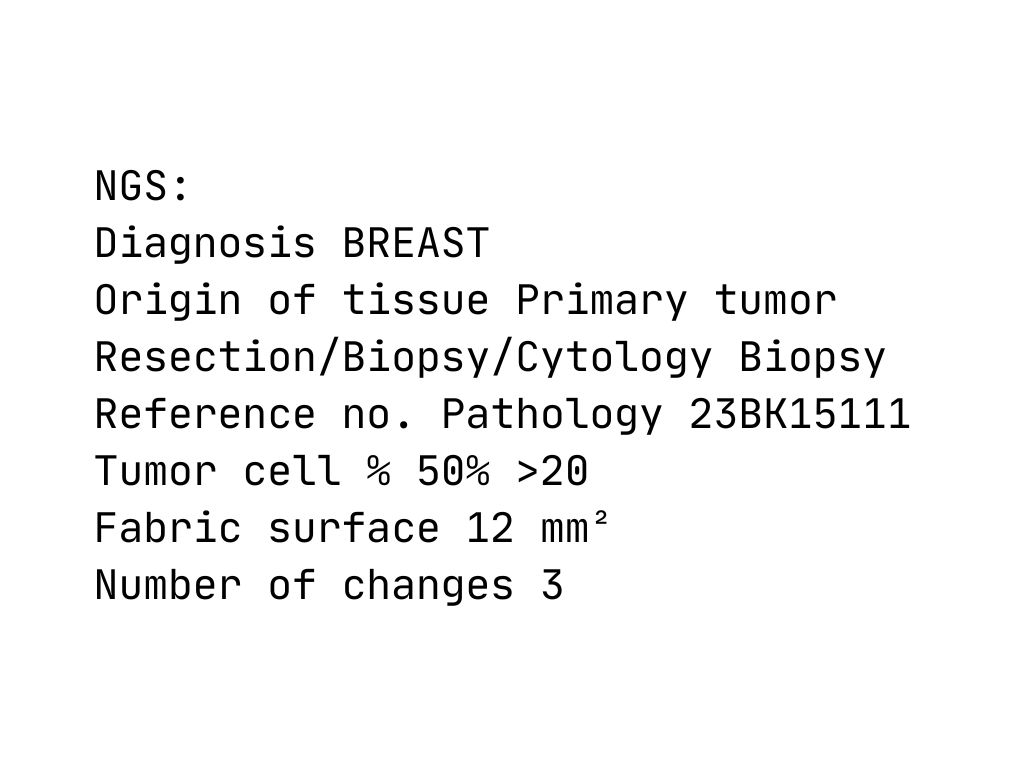 NGS:
Diagnosis BREAST
Origin of tissue Primary tumor
Resection/Biopsy/Cytology Biopsy
Reference no. Pathology 23BK15111
Tumor cell % 50% >20
Fabric surface 12 mm²
Number of changes 3